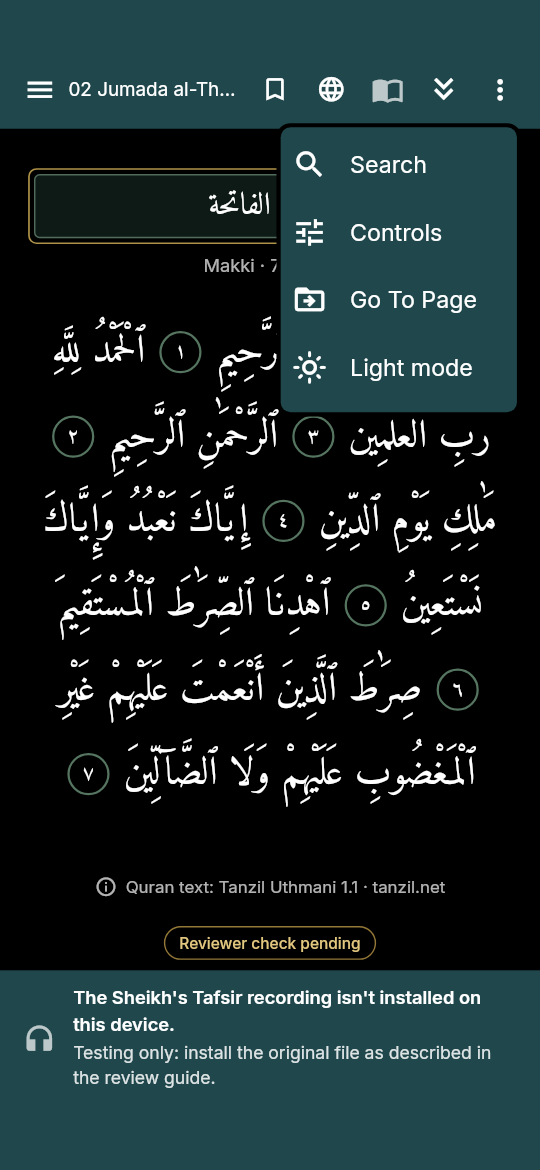 02 Jumada al-Th...
Search
Controls
Go To Page
Light mode
الفاتحة
Makki · 7
رَّحِيمِ ١ ٱلْحَمْدُ لِلَّهِ
ربِ العلمِين ٣ ٱلرَّحْمَٰنِ ٱلرَّحِيمِ ٢
مَٰلِكِ يَوْمِ ٱلدِّينِ ٤ إِيَّاكَ نَعْبُدُ وَإِيَّاكَ
نَسْتَعِينُ ٥ ٱهْدِنَا ٱلصِّرَٰطَ ٱلْمُسْتَقِيمَ
٦ صِرَٰطَ ٱلَّذِينَ أَنْعَمْتَ عَلَيْهِمْ غَيْرِ
ٱلْمَغْضُوبِ عَلَيْهِمْ وَلَا ٱلضَّآلِّينَ ٧
Quran text: Tanzil Uthmani 1.1 · tanzil.net
Reviewer check pending
The Sheikh's Tafsir recording isn't installed on
this device.
Testing only: install the original file as described in
the review guide.